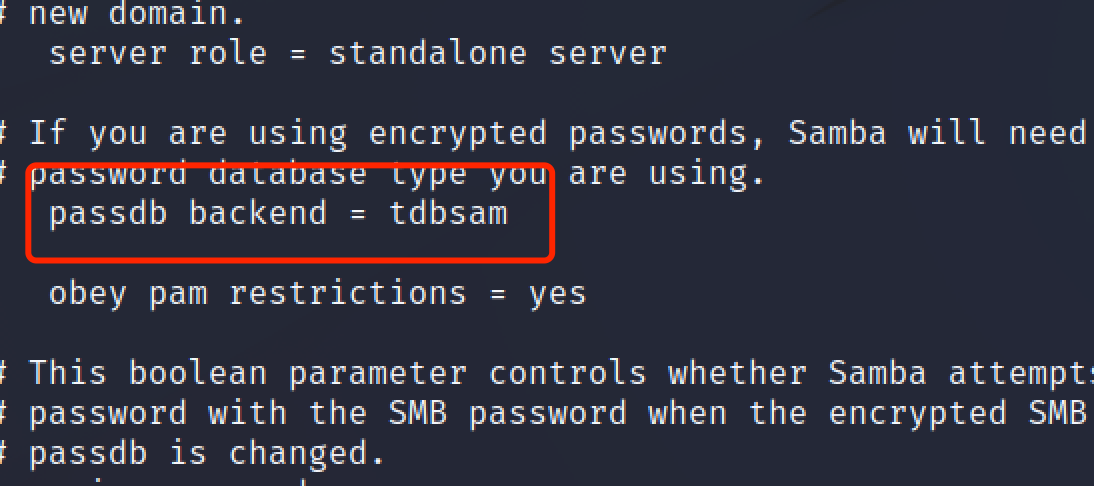 # new domain.
server role = standalone server
# If you are using encrypted passwords, Samba will need
# password database type you are using.
passdb backend = tdbsam
obey pam restrictions = yes
# This boolean parameter controls whether Samba attempts
# password with the SMB password when the encrypted SMB
# passdb is changed.